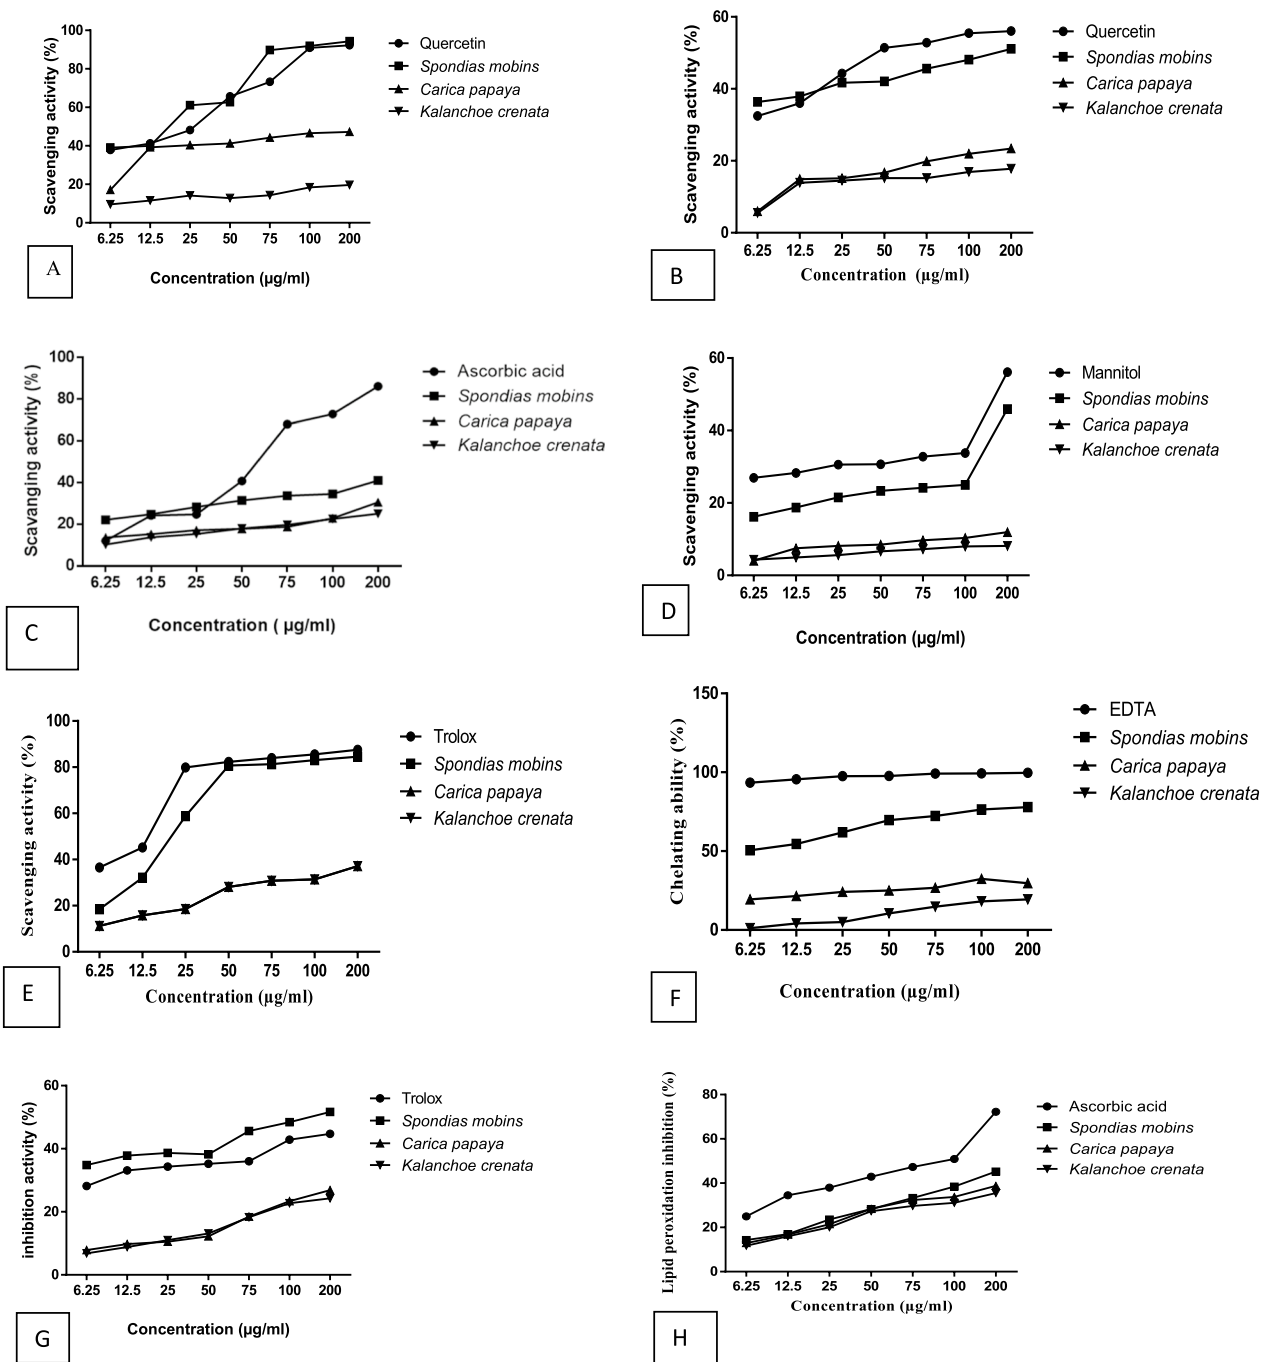 Scavenging activity (%)
100
80
60
40
20
0
6.25 12.5 25 50 75 100 200
Concentration (µg/ml)
Quercetin
Spondias mobins
Carica papaya
Kalanchoe crenata
A
Scavenging activity (%)
60
40
20
0
6.25 12.5 25 50 75 100 200
Concentration (µg/ml)
Quercetin
Spondias mobins
Carica papaya
Kalanchoe crenata
B
Scavanging activity (%)
100
80
60
40
20
0
6.25 12.5 25 50 75 100 200
Concentration ( µg/ml)
Ascorbic acid
Spondias mobins
Carica papaya
Kalanchoe crenata
C
Scavenging activity (%)
60
40
20
0
6.25 12.5 25 50 75 100 200
Concentration (µg/ml)
Mannitol
Spondias mobins
Carica papaya
Kalanchoe crenata
D
Scavenging activity (%)
100
80
60
40
20
0
6.25 12.5 25 50 75 100 200
Concentration (µg/ml)
Trolox
Spondias mobins
Carica papaya
Kalanchoe crenata
E
Chelating ability (%)
150
100
50
0
6.25 12.5 25 50 75 100 200
Concentration (µg/ml)
EDTA
Spondias mobins
Carica papaya
Kalanchoe crenata
F
inhibition activity (%)
60
40
20
0
6.25 12.5 25 50 75 100 200
Concentration (µg/ml)
Trolox
Spondias mobins
Carica papaya
Kalanchoe crenata
G
Lipid peroxidation inhibition (%)
80
60
40
20
0
6.25 12.5 25 50 75 100 200
Concentration (µg/ml)
Ascorbic acid
Spondias mobins
Carica papaya
Kalanchoe crenata
H